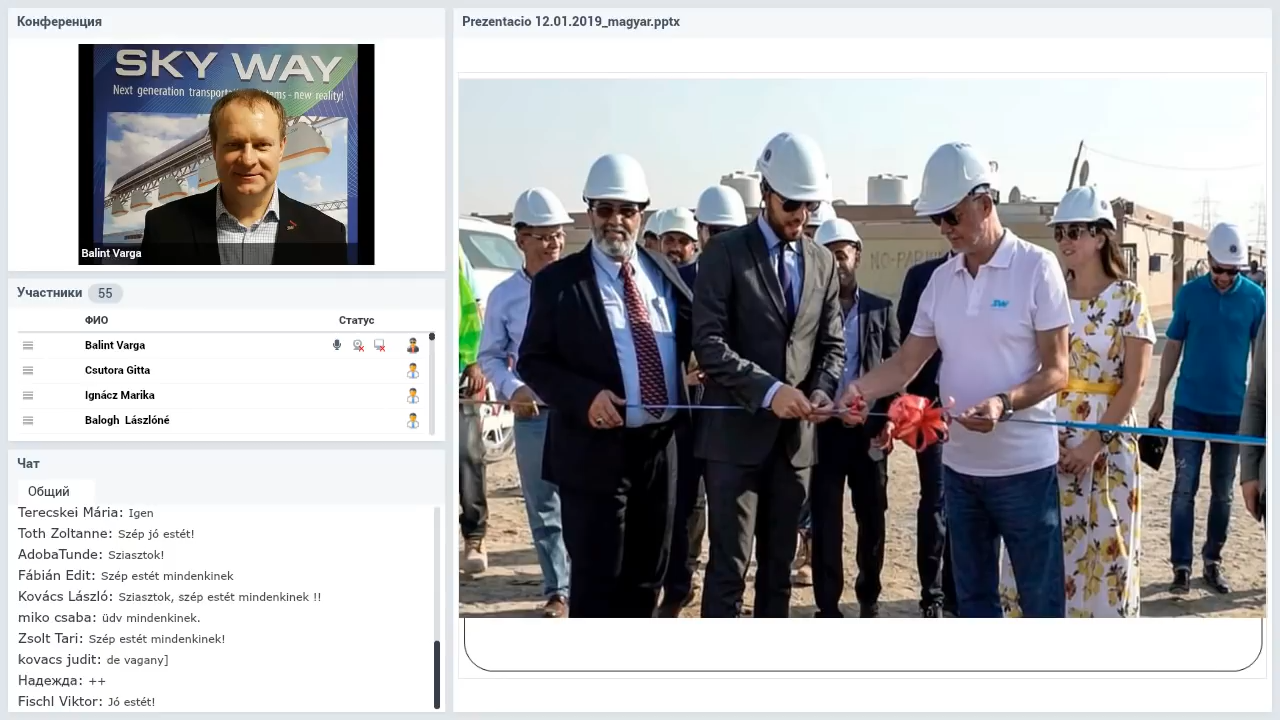 Конференция
SKY WAY
Next generation transporta ems - new reality!
Balint Varga
Участники 55
ФИО Статус
Balint Varga
Csutora Gitta
Ignácz Marika
Balogh Lászlóné
Чат
Общий
Terecskei Mária: Igen
Toth Zoltanne: Szép jó estét!
AdobaTunde: Sziasztok!
Fábián Edit: Szép estét mindenkinek
Kovács László: Sziasztok, szép estét mindenkinek !!
miko csaba: üdv mindenkinek.
Zsolt Tari: Szép estét mindenkinek!
kovacs judit: de vagany]
Надежда: ++
Fischl Viktor: Jó estét!
Prezentacio 12.01.2019_magyar.pptx
NO-PARKIN
SW